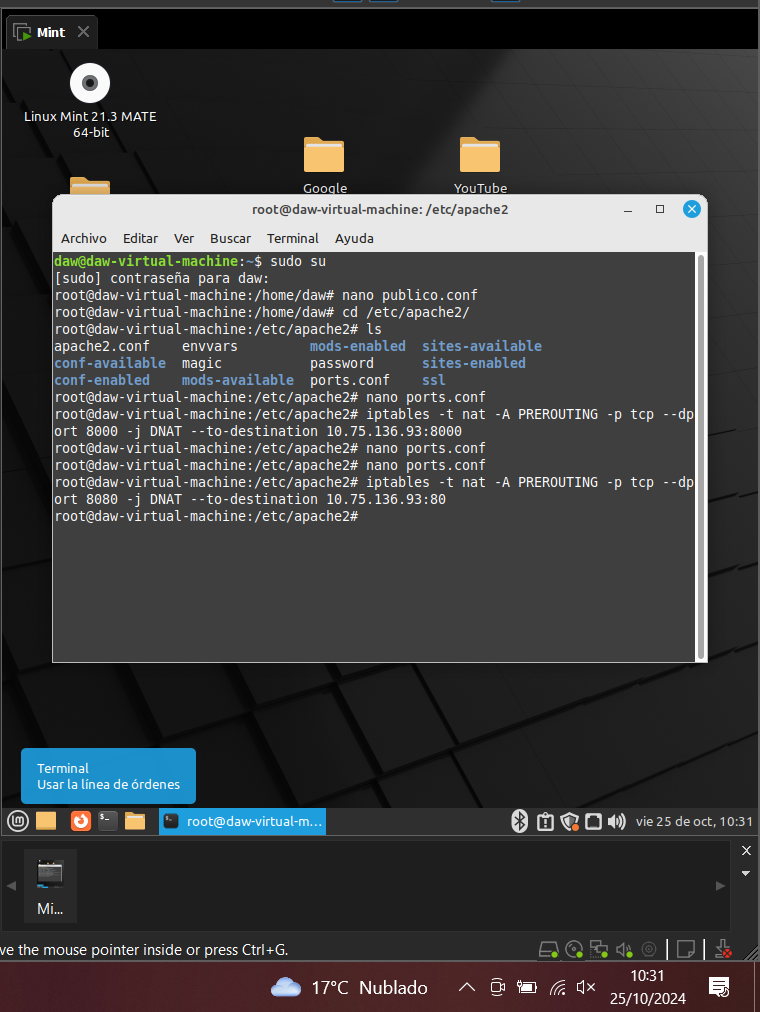 Mint
Linux Mint 21.3 MATE
64-bit
Google
YouTube
root@daw-virtual-machine: /etc/apache2
Archivo Editar Ver Buscar Terminal Ayuda
daw@daw-virtual-machine:~$ sudo su
[sudo] contraseña para daw:
root@daw-virtual-machine:/home/daw# nano publico.conf
root@daw-virtual-machine:/home/daw# cd /etc/apache2/
root@daw-virtual-machine:/etc/apache2# ls
apache2.conf envvars mods-enabled sites-available
conf-available magic password sites-enabled
conf-enabled mods-available ports.conf ssl
root@daw-virtual-machine:/etc/apache2# nano ports.conf
root@daw-virtual-machine:/etc/apache2# iptables -t nat -A PREROUTING -p tcp --dp
ort 8000 -j DNAT --to-destination 10.75.136.93:8000
root@daw-virtual-machine:/etc/apache2# nano ports.conf
root@daw-virtual-machine:/etc/apache2# nano ports.conf
root@daw-virtual-machine:/etc/apache2# iptables -t nat -A PREROUTING -p tcp --dp
ort 8080 -j DNAT --to-destination 10.75.136.93:80
root@daw-virtual-machine:/etc/apache2#
Terminal
Usar la línea de órdenes
root@daw-virtual-m...
vie 25 de oct, 10:31
Mi...
ve the mouse pointer inside or press Ctrl+G.
17°C Nublado
10:31
25/10/2024